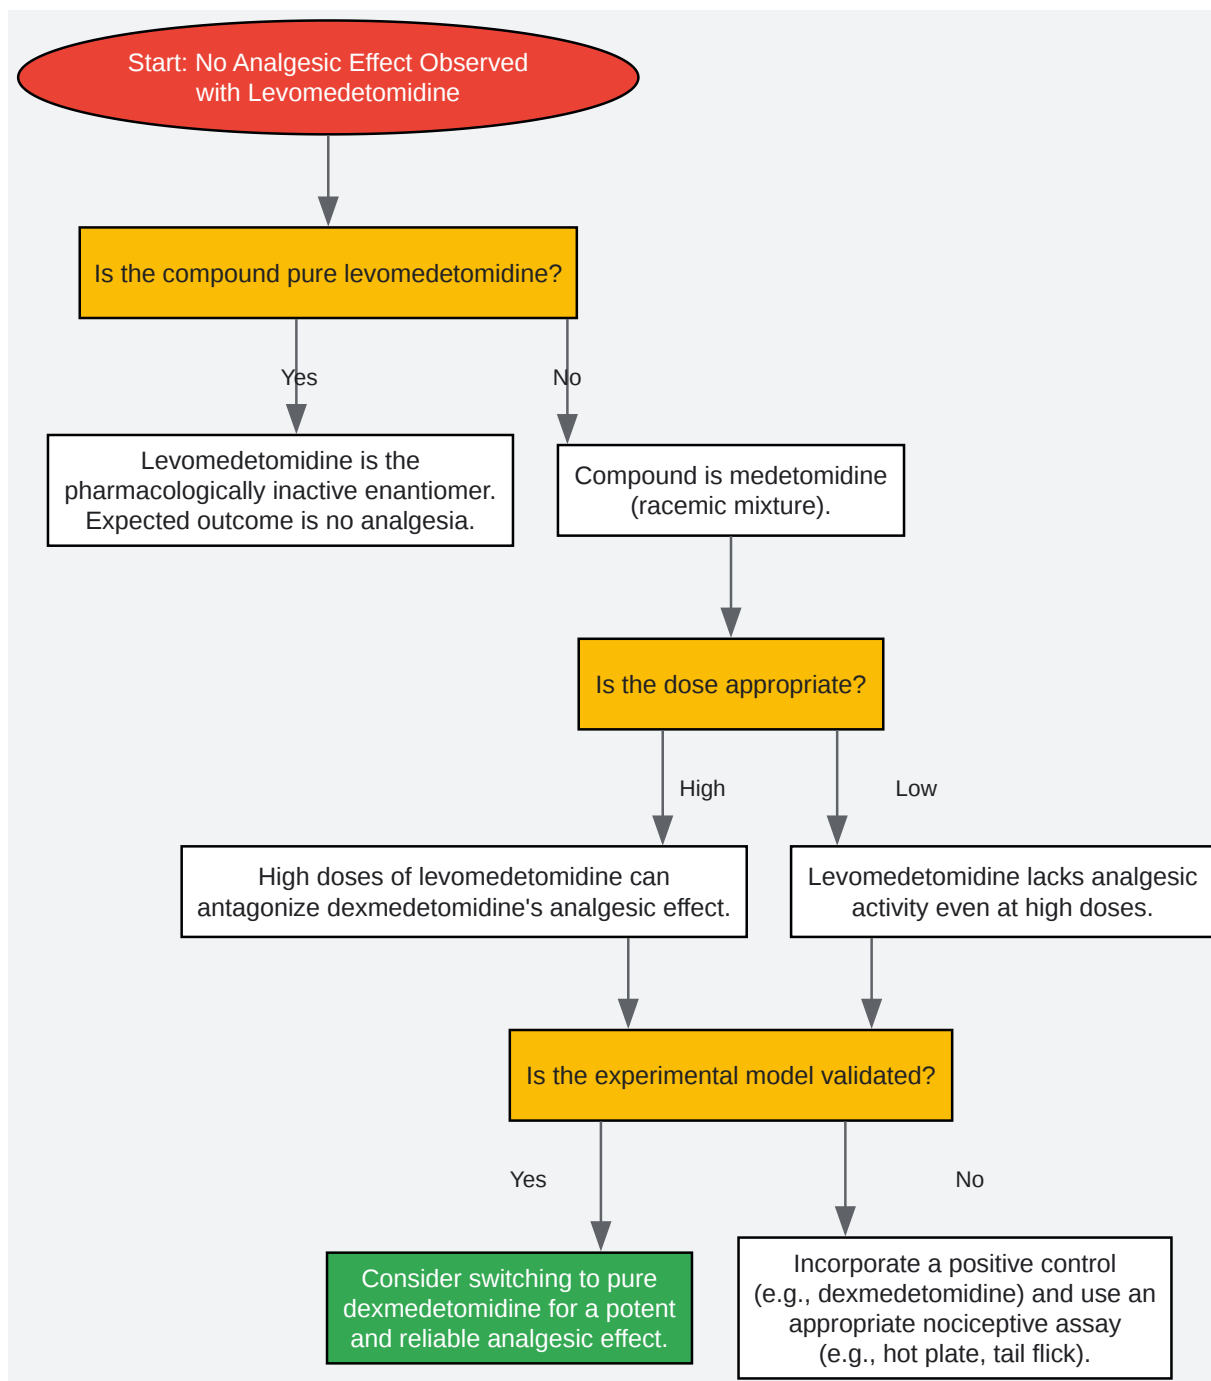 Start: No Analgesic Effect Observed
with Levomedetomidine
Is the compound pure levomedetomidine?
Yes
No
Levomedetomidine is the
pharmacologically inactive enantiomer.
Expected outcome is no analgesia.
Compound is medetomidine
(racemic mixture).
Is the dose appropriate?
High
Low
High doses of levomedetomidine can
antagonize dexmedetomidine's analgesic effect.
Levomedetomidine lacks analgesic
activity even at high doses.
Is the experimental model validated?
Yes
No
Consider switching to pure
dexmedetomidine for a potent
and reliable analgesic effect.
Incorporate a positive control
(e.g., dexmedetomidine) and use an
appropriate nociceptive assay
(e.g., hot plate, tail flick).